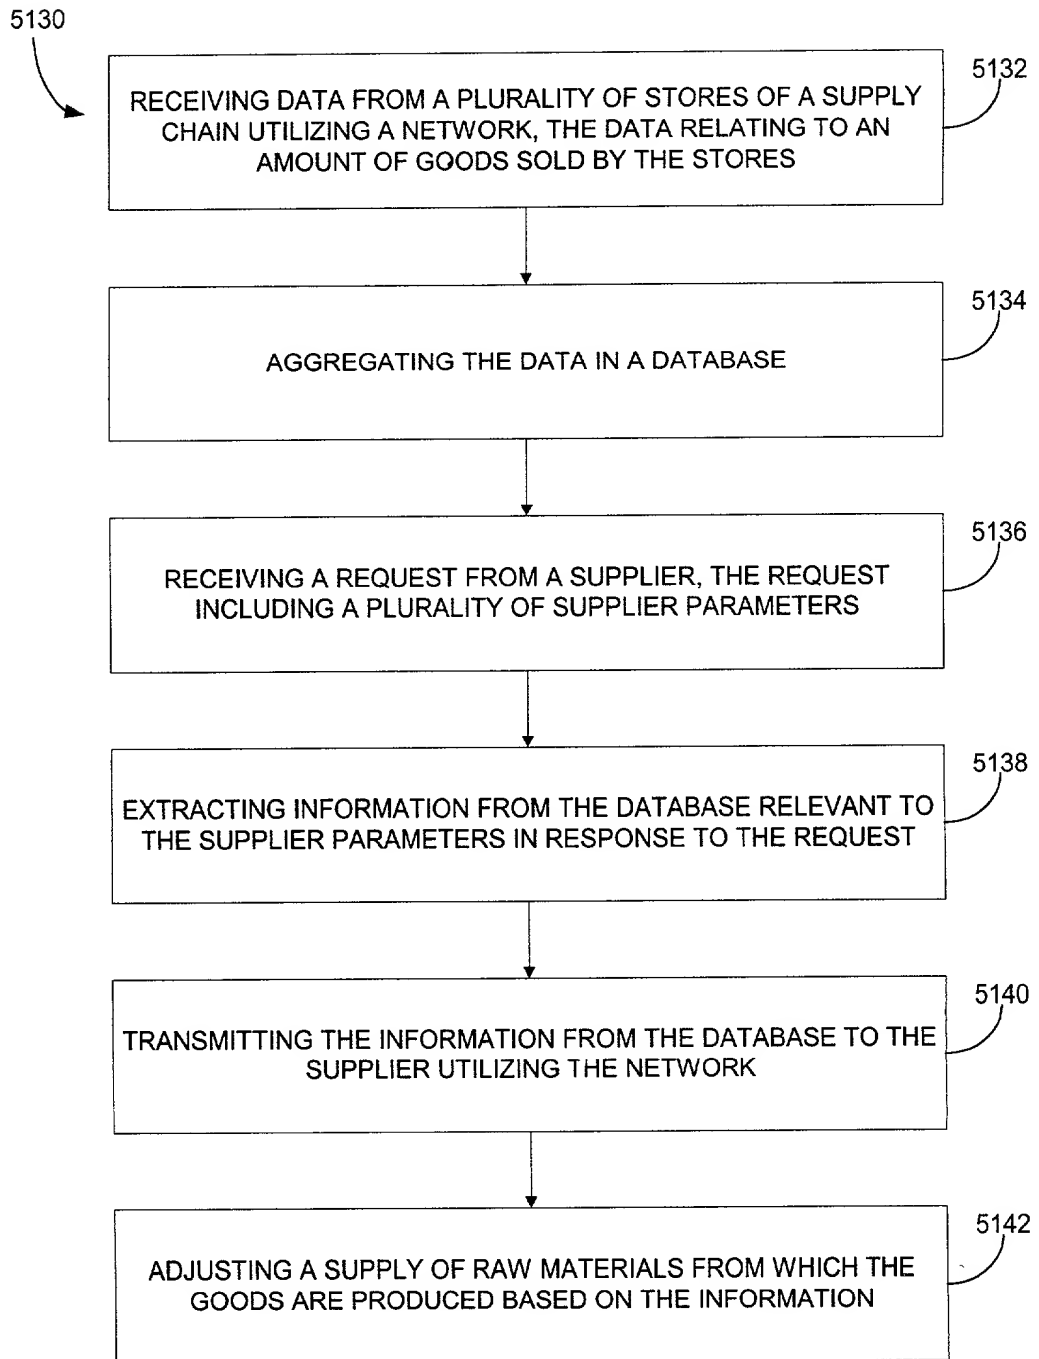 5130
5132
RECEIVING DATA FROM A PLURALITY OF STORES OF A SUPPLY
CHAIN UTILIZING A NETWORK, THE DATA RELATING TO AN
AMOUNT OF GOODS SOLD BY THE STORES
5134
AGGREGATING THE DATA IN A DATABASE
5136
RECEIVING A REQUEST FROM A SUPPLIER, THE REQUEST
INCLUDING A PLURALITY OF SUPPLIER PARAMETERS
5138
EXTRACTING INFORMATION FROM THE DATABASE RELEVANT TO
THE SUPPLIER PARAMETERS IN RESPONSE TO THE REQUEST
5140
TRANSMITTING THE INFORMATION FROM THE DATABASE TO THE
SUPPLIER UTILIZING THE NETWORK
5142
ADJUSTING A SUPPLY OF RAW MATERIALS FROM WHICH THE
GOODS ARE PRODUCED BASED ON THE INFORMATION